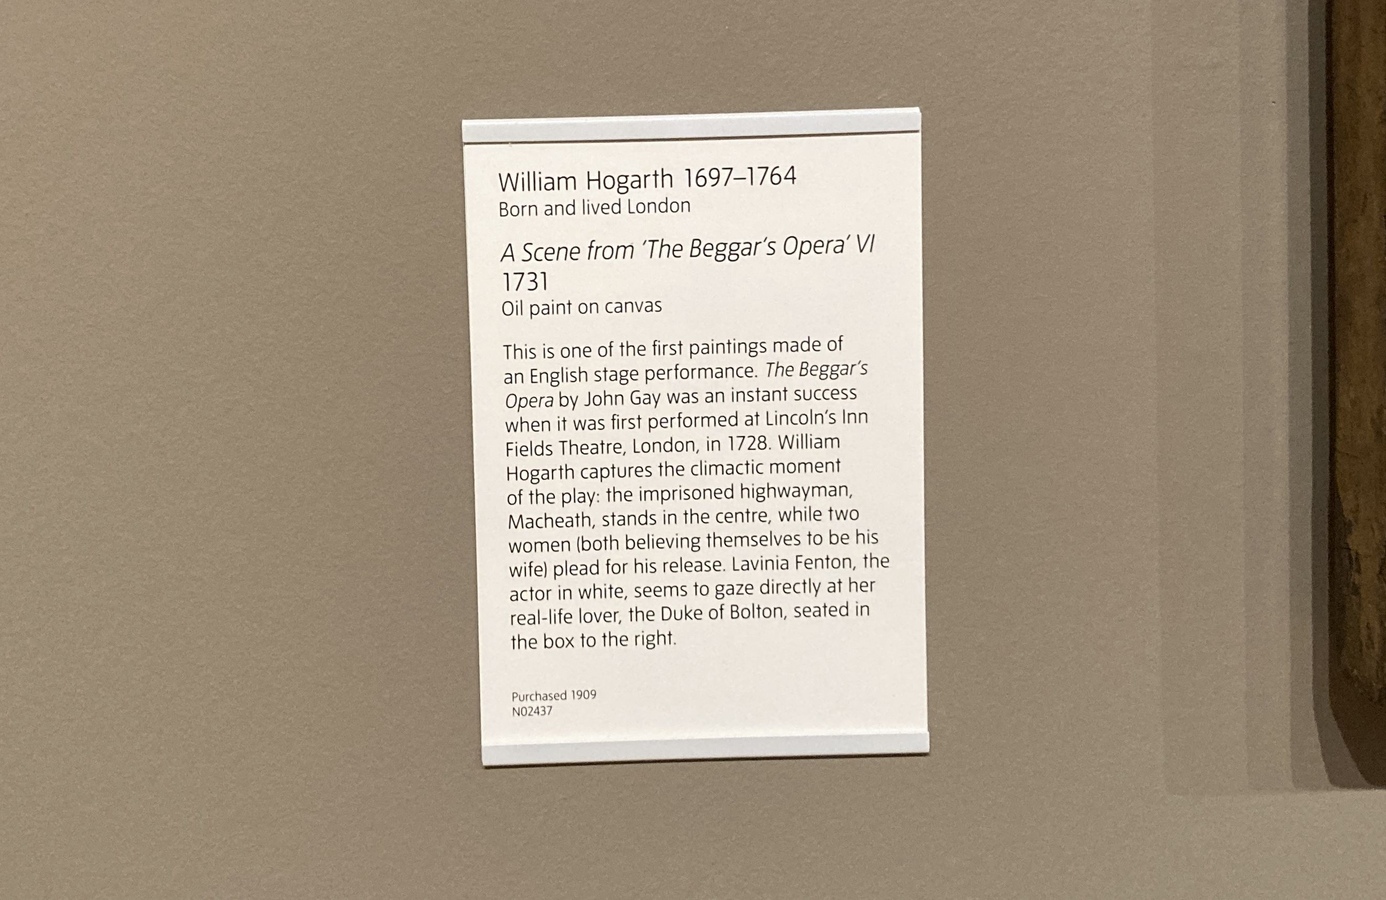 William Hogarth 1697–1764
Born and lived London
A Scene from ‘The Beggar’s Opera’ VI
1731
Oil paint on canvas
This is one of the first paintings made of
an English stage performance. The Beggar’s
Opera by John Gay was an instant success
when it was first performed at Lincoln’s Inn
Fields Theatre, London, in 1728. William
Hogarth captures the climactic moment
of the play: the imprisoned highwayman,
Macheath, stands in the centre, while two
women (both believing themselves to be his
wife) plead for his release. Lavinia Fenton, the
actor in white, seems to gaze directly at her
real-life lover, the Duke of Bolton, seated in
the box to the right.
Purchased 1909
N02437